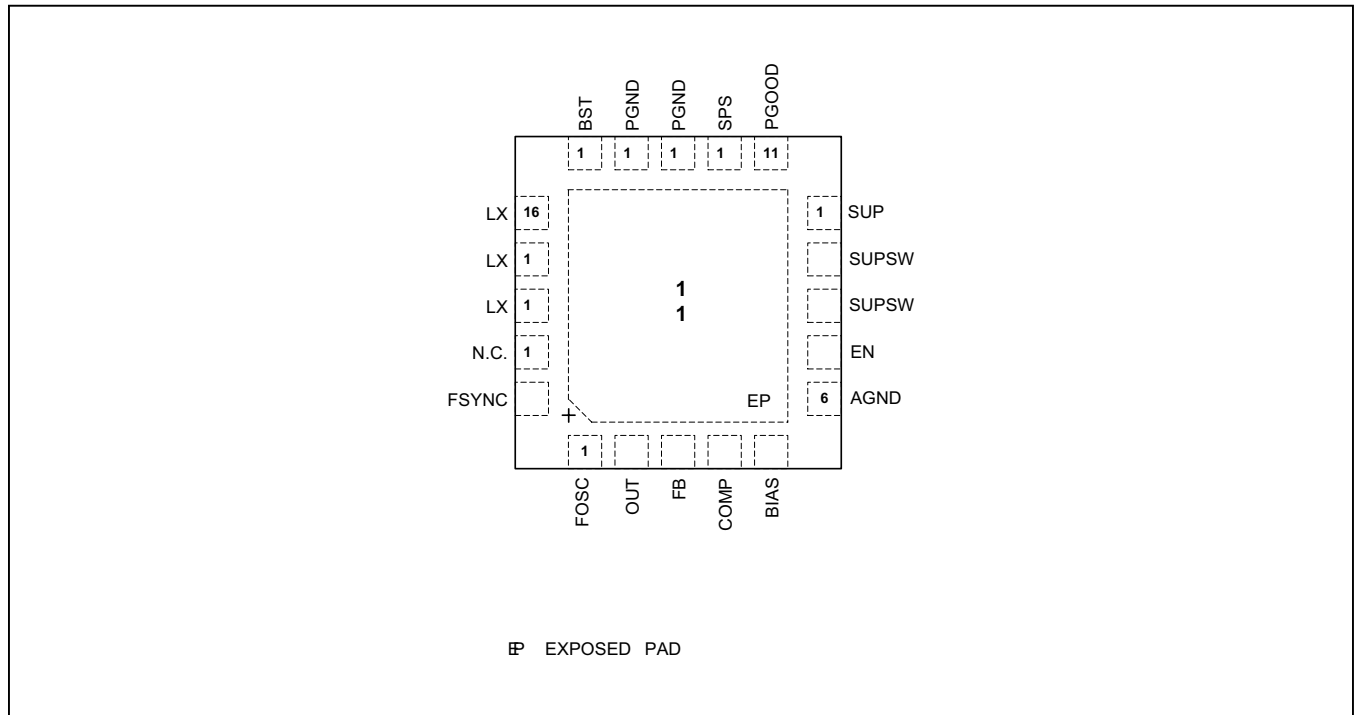 BST
PGND
PGND
SPS
PGOOD
1
1
1
1
11
LX 16
LX 1
LX 1
N.C. 1
FSYNC
1 SUP
SUPSW
SUPSW
EN
6 AGND
1
1
EP
+
1
FOSC
OUT
FB
COMP
BIAS
EP EXPOSED PAD